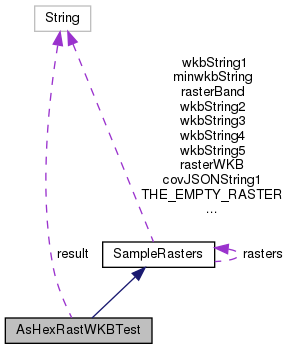 String
wkbString1
minwkbString
rasterBand
wkbString2
wkbString3
wkbString4
wkbString5
rasterWKB
covJSONString1
THE_EMPTY_RASTER
...
result
SampleRasters
rasters
AsHexRastWKBTest